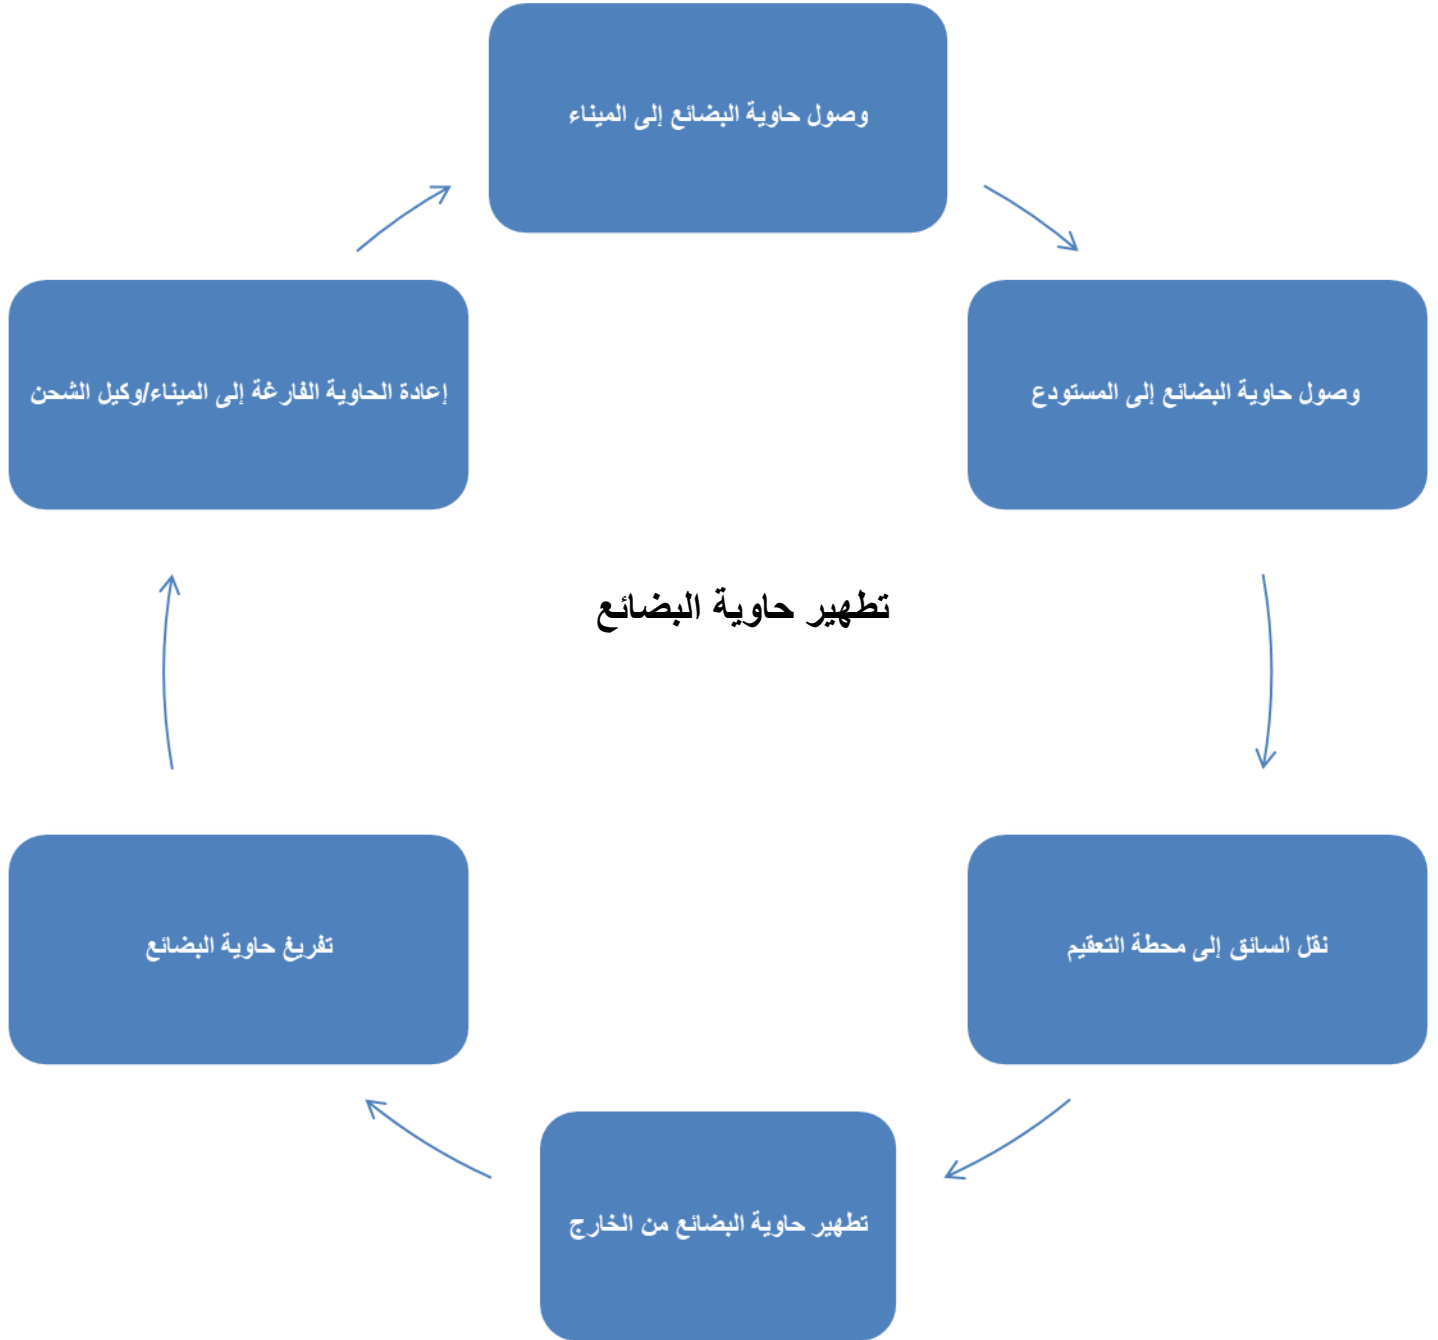 وصول حاوية البضائع إلى الميناء
وصول حاوية البضائع إلى المستودع
نقل السائق إلى محطة التعقيم
تطهير حاوية البضائع من الخارج
تفريغ حاوية البضائع
إعادة الحاوية الفارغة إلى الميناء/وكيل الشحن
تطهير حاوية البضائع